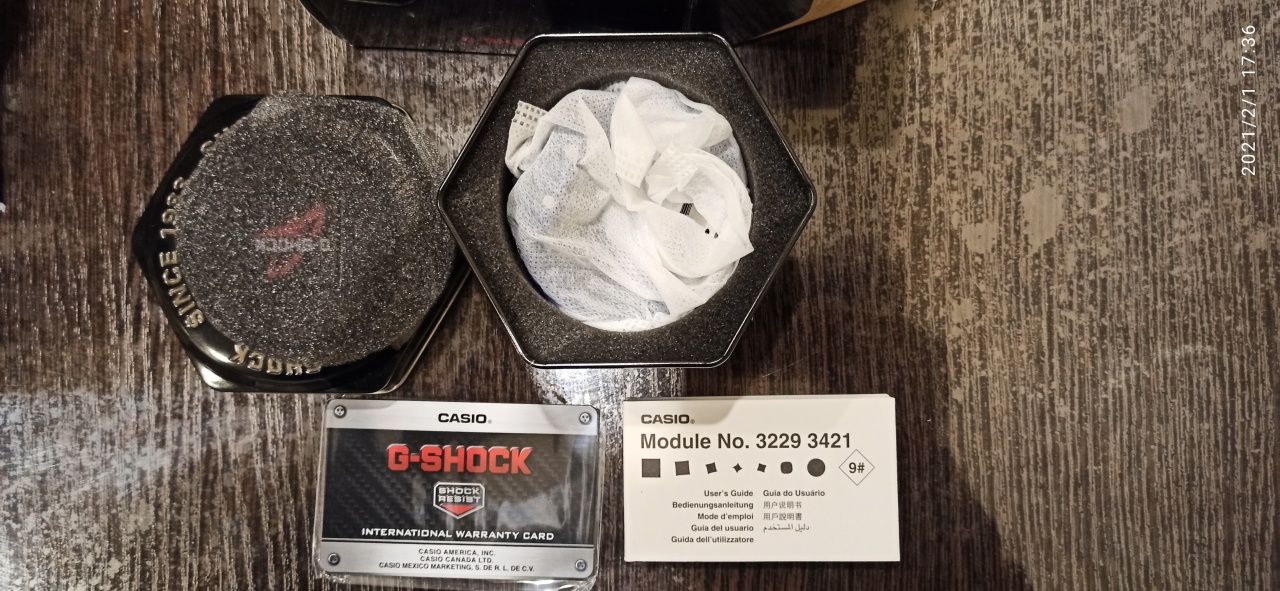 SINCE 1983
SHOCK
G-SHOCK
CASIO®
G-SHOCK
SHOCK
RESIST
INTERNATIONAL WARRANTY CARD
CASIO AMERICA, INC.
CASIO CANADA LTD.
CASIO MEXICO MARKETING, S. DE R. L. DE C.V.
CASIO®
Module No. 3229 3421
9#
User's Guide Guia do Usuário
Bedienungsanleitung 用户说明书
Mode d'emploi 用戶說明書
Guía del usuario دليل المستخدم
Guida dell'utilizzatore
2021/2/1 17:36